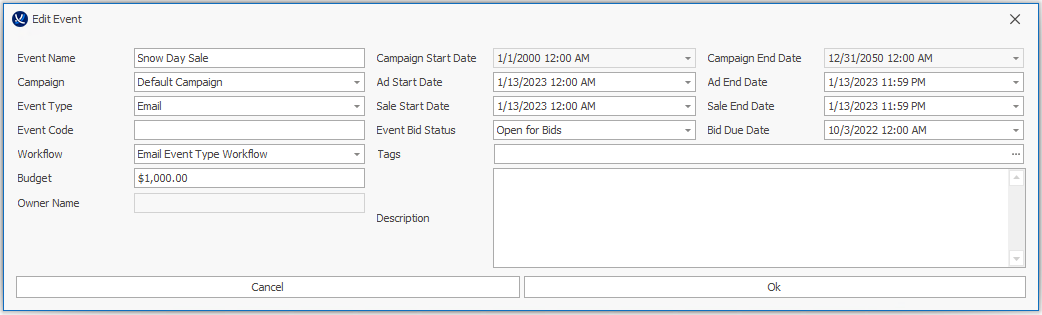 Edit Event
Event Name Snow Day Sale Campaign Start Date 1/1/2000 12:00 AM Campaign End Date 12/31/2050 12:00 AM
Campaign Default Campaign Ad Start Date 1/13/2023 12:00 AM Ad End Date 1/13/2023 11:59 PM
Event Type Email Sale Start Date 1/13/2023 12:00 AM Sale End Date 1/13/2023 11:59 PM
Event Code Event Bid Status Open for Bids Bid Due Date 10/3/2022 12:00 AM
Workflow Email Event Type Workflow Tags ...
Budget $1,000.00
Owner Name
Description
Cancel Ok